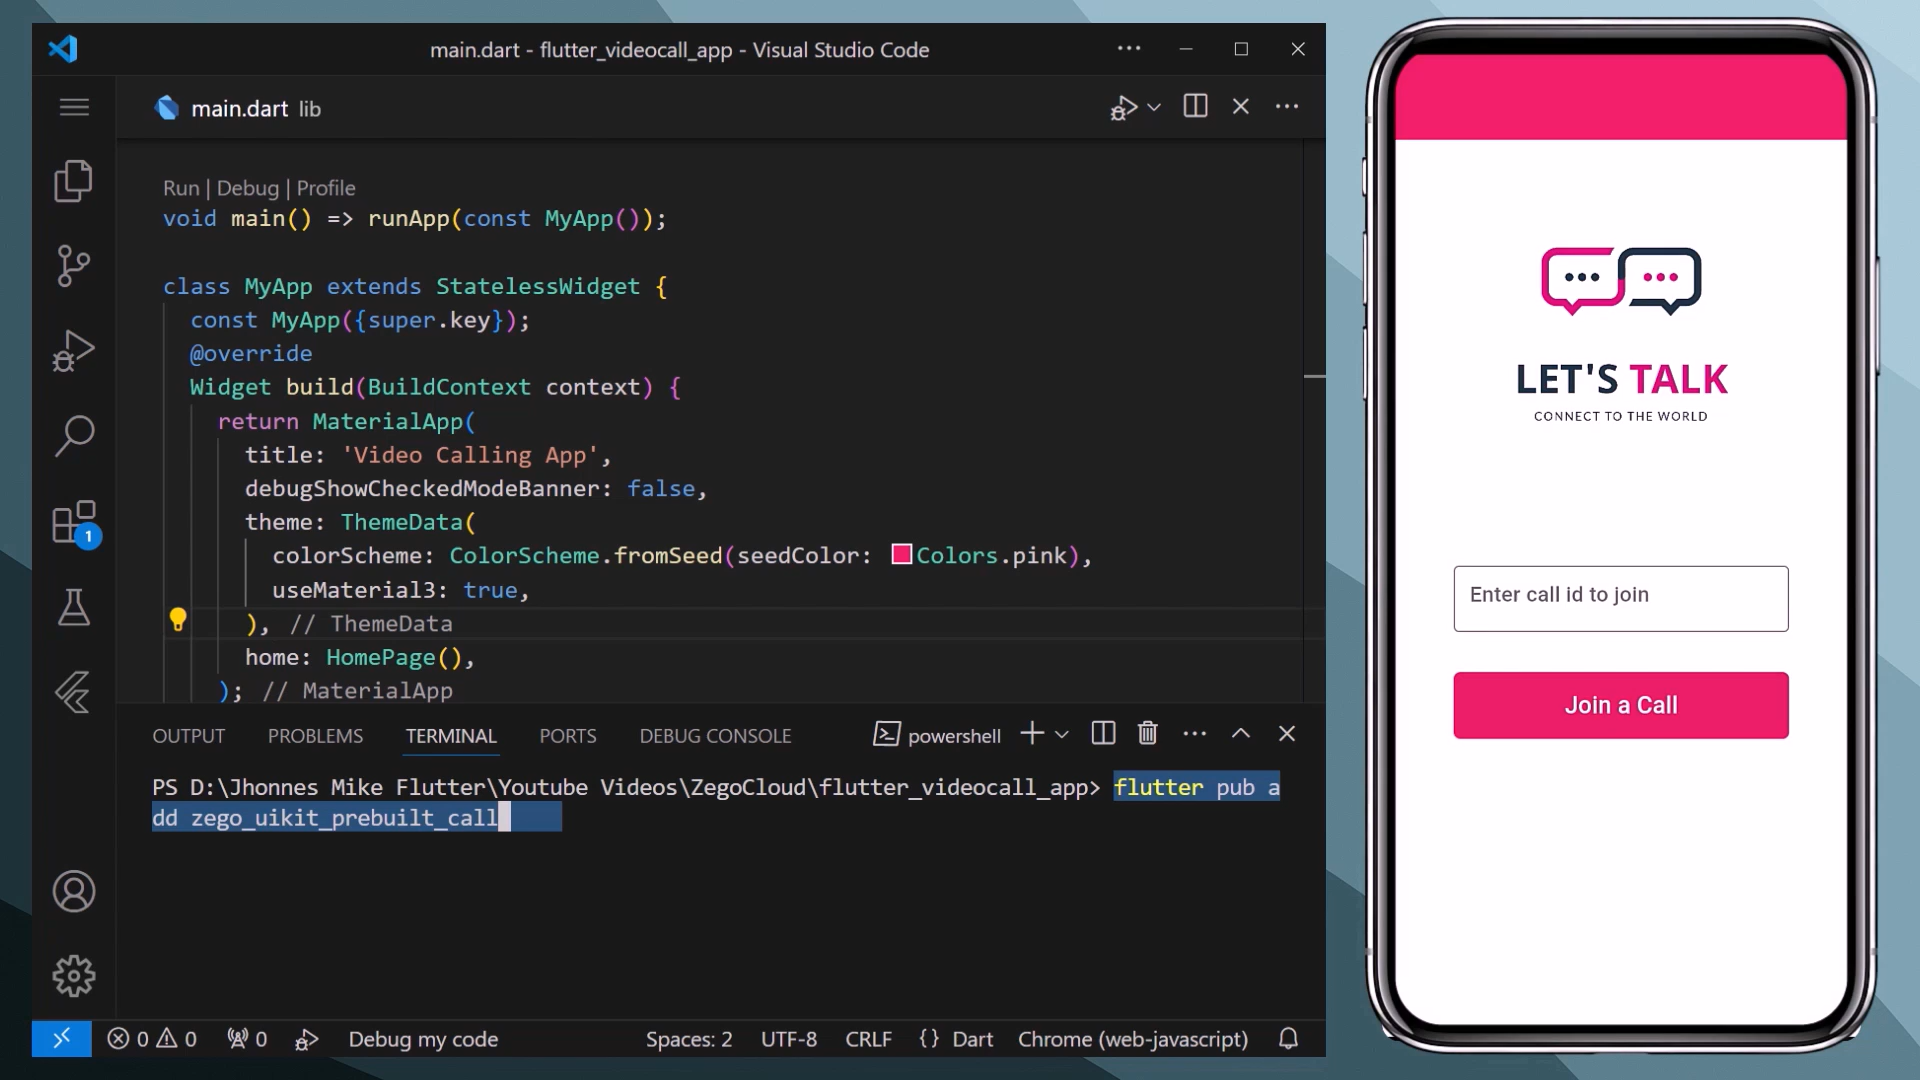 main.dart - flutter_videocall_app - Visual Studio Code
main.dart lib
Run | Debug | Profile
void main() => runApp(const MyApp());
class MyApp extends StatelessWidget {
const MyApp({super.key});
@override
Widget build(BuildContext context) {
return MaterialApp(
title: 'Video Calling App',
debugShowCheckedModeBanner: false,
theme: ThemeData(
colorScheme: ColorScheme.fromSeed(seedColor: Colors.pink),
useMaterial3: true,
), // ThemeData
home: HomePage(),
); // MaterialApp
1
OUTPUT PROBLEMS TERMINAL PORTS DEBUG CONSOLE powershell
PS D:\Jhonnes Mike Flutter\Youtube Videos\ZegoCloud\flutter_videocall_app> flutter pub a
dd zego_uikit_prebuilt_call
0 0 0 Debug my code Spaces: 2 UTF-8 CRLF {} Dart Chrome (web-javascript)
LET'S TALK
CONNECT TO THE WORLD
Enter call id to join
Join a Call